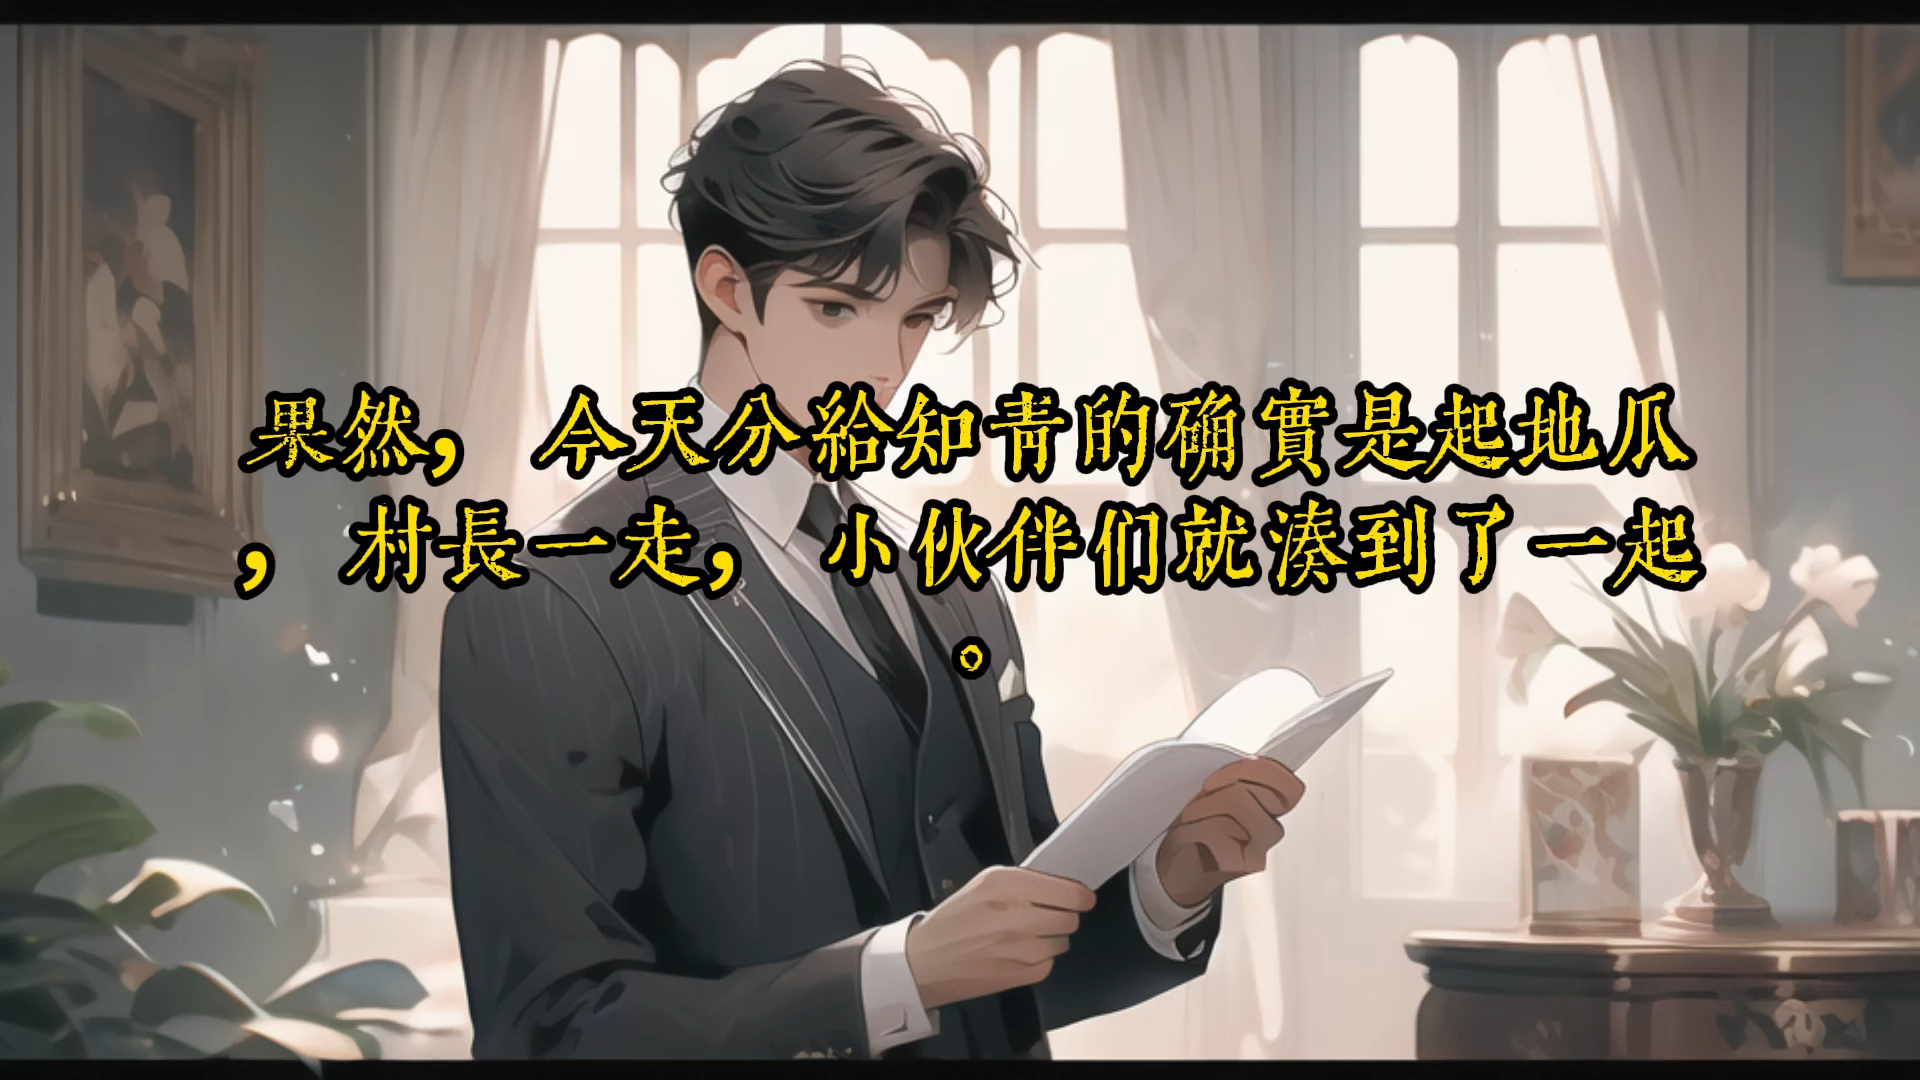 果然， 今天分給知青的确實是起地瓜
， 村長一走， 小伙伴们就湊到了一起
。